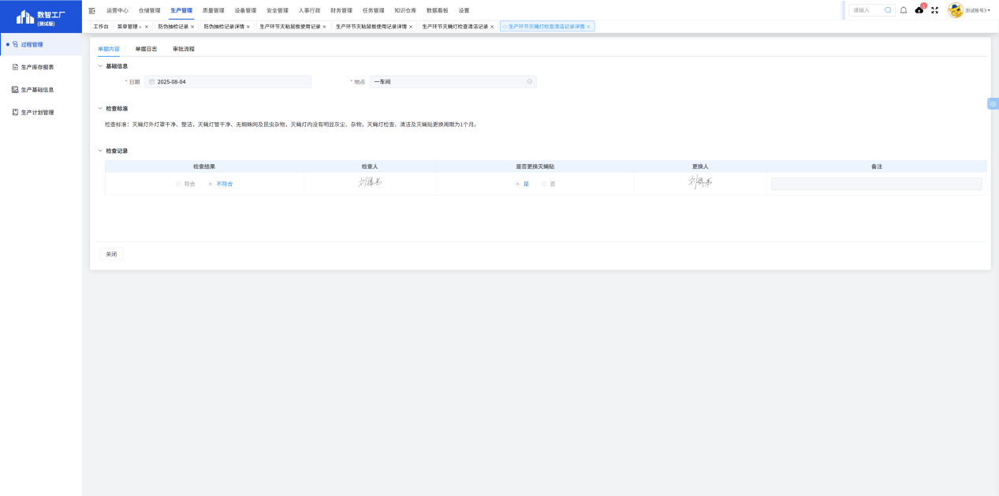 数智工厂
(测试版)
运营中心 仓储管理 生产管理 质量管理 设备管理 安全管理 人事行政 财务管理 任务管理 知识仓库 数据看板 设置
请输入
1
测试账号3
工作台 菜单管理 > × 防伪抽检记录 × 防伪抽检记录详情 × 生产环节灭粘鼠板使用记录 × 生产环节灭粘鼠板使用记录详情 × 生产环节灭蝇灯检查清洁记录 × 生产环节灭蝇灯检查清洁记录详情 ×
过程管理
生产库存报表
生产基础信息
生产计划管理
单据内容 单据日志 审批流程
基础信息
* 日期 2025-08-04 * 地点 一车间
检查标准
检查标准：灭蝇灯外灯罩干净、整洁，灭蝇灯管干净、无蜘蛛网及昆虫杂物，灭蝇灯内没有明显灰尘、杂物，灭蝇灯检查、清洁及灭蝇贴更换周期为1个月。
检查记录
检查结果 检查人 是否更换灭蝇贴 更换人 备注
符合 不符合 是 否
关闭